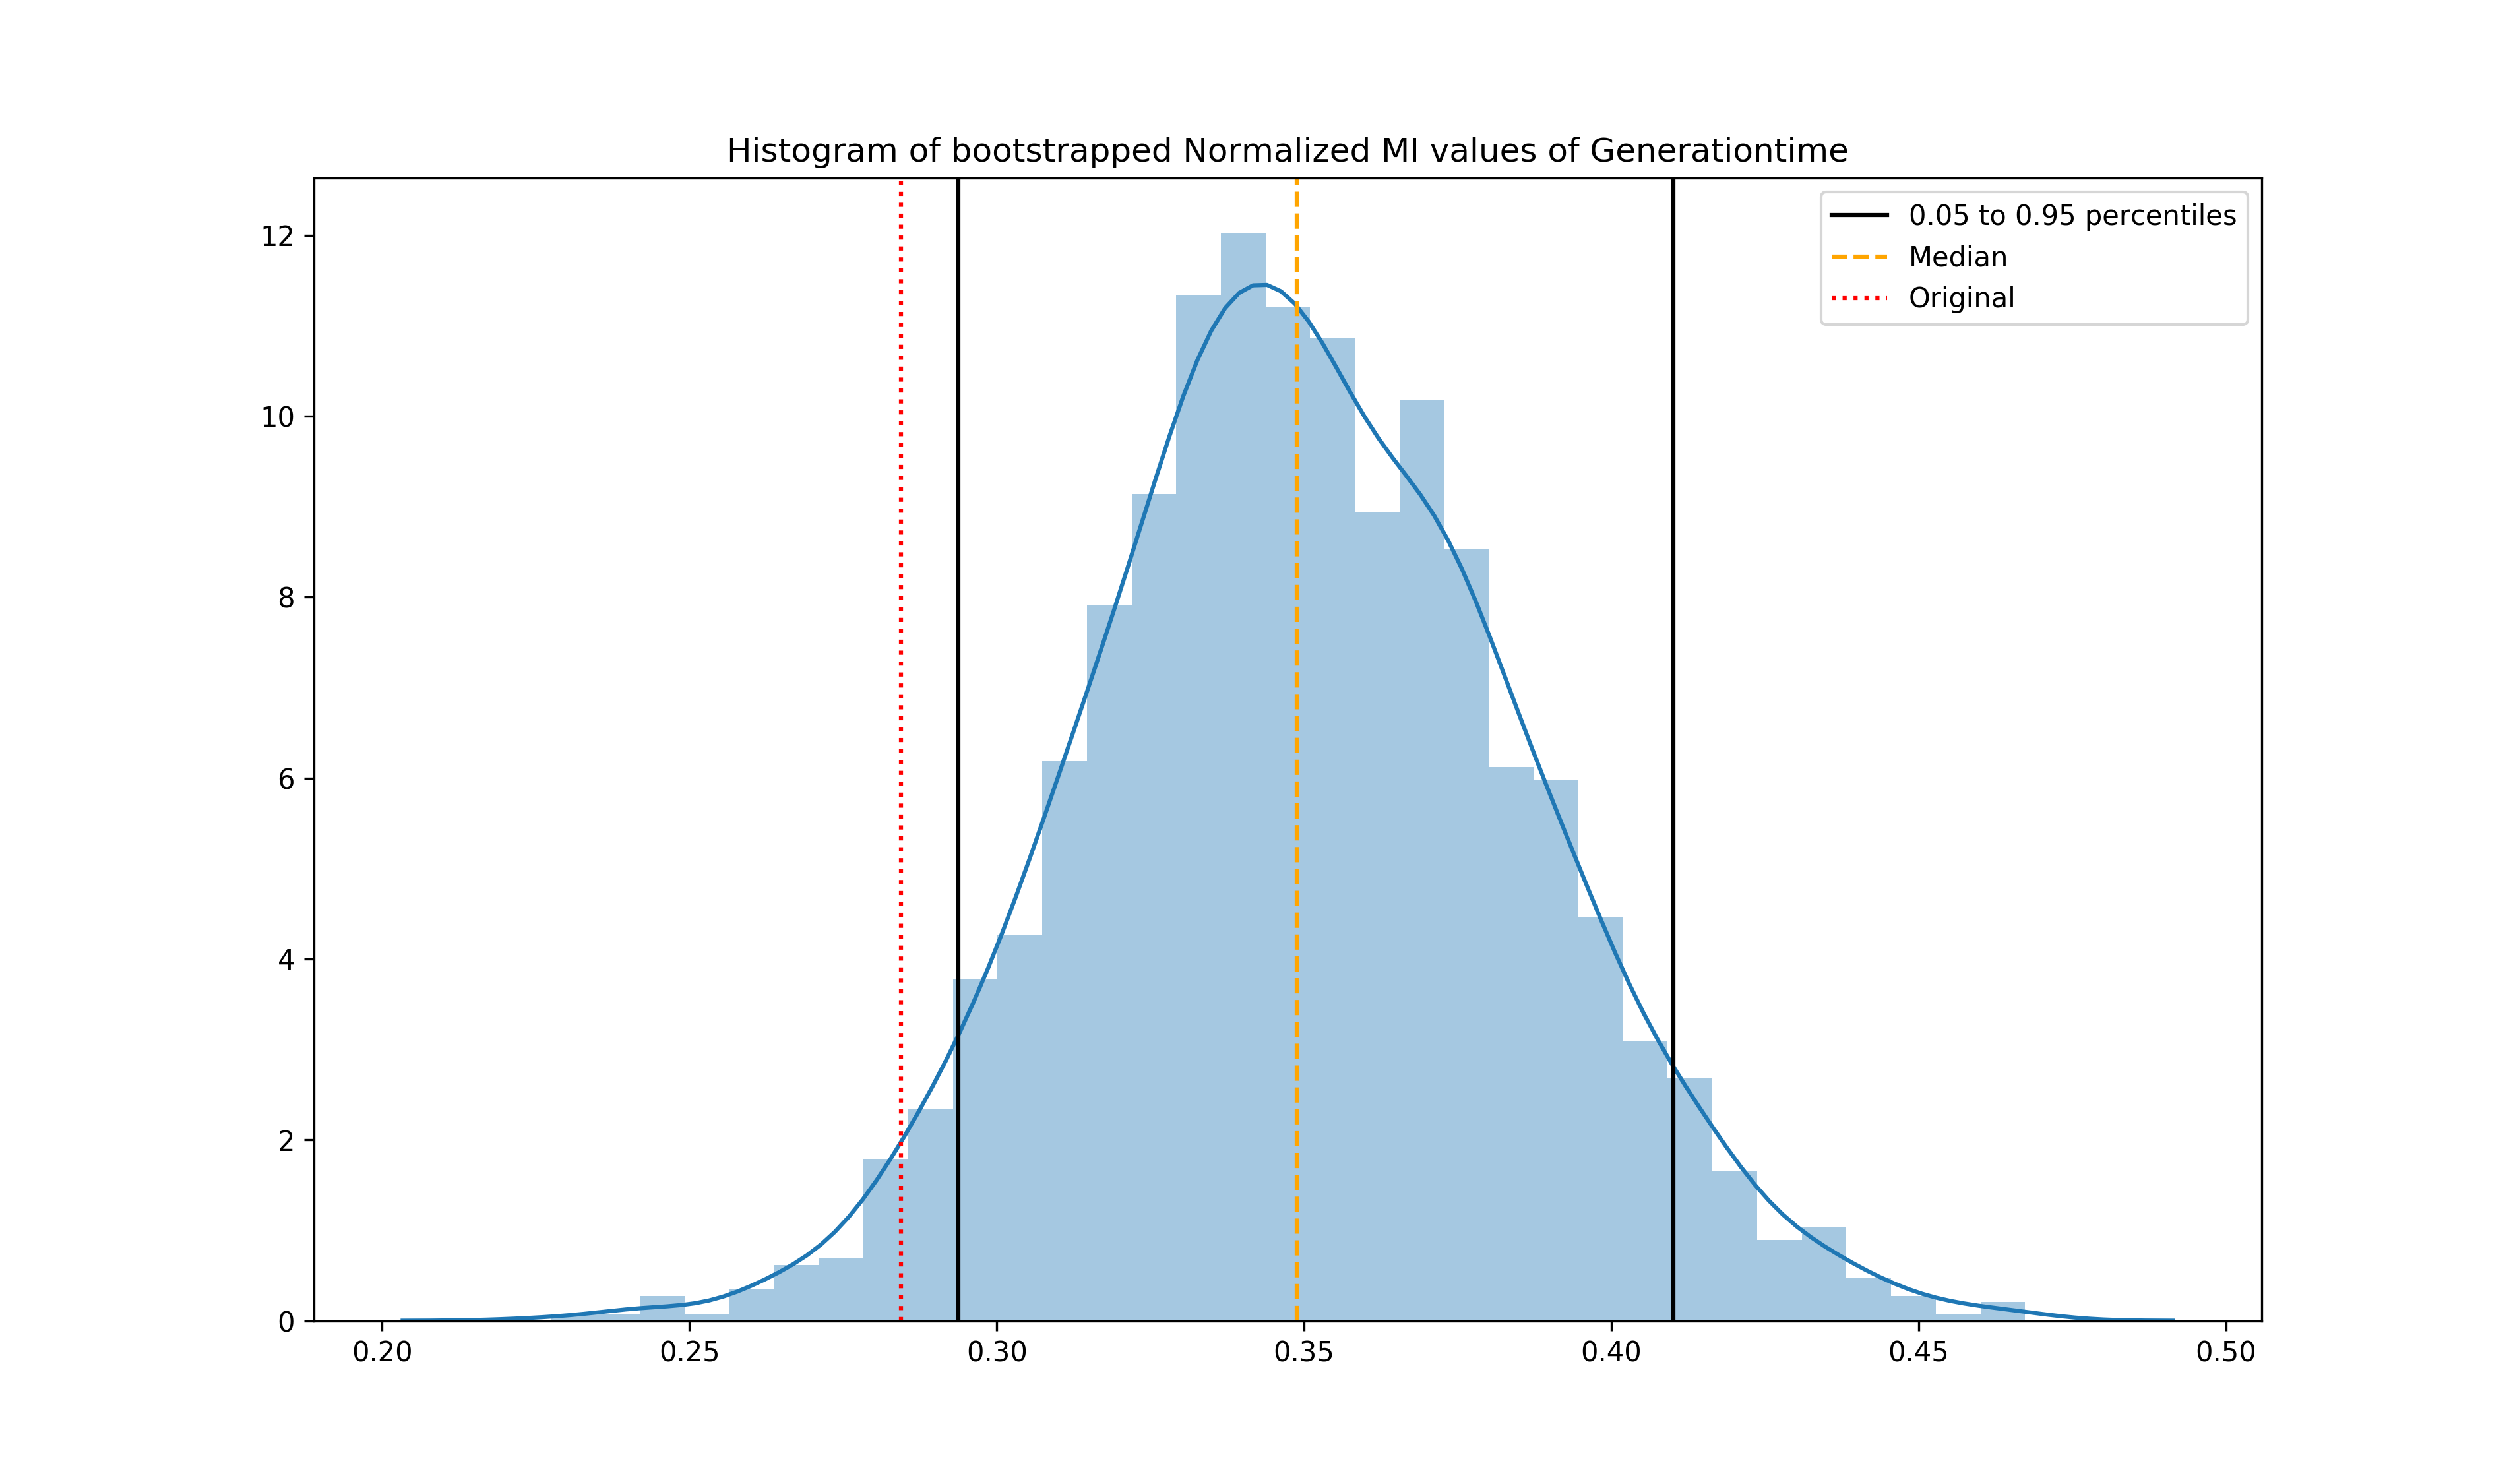 Histogram of bootstrapped Normalized MI values of Generationtime
0.05 to 0.95 percentiles
Median
Original
12
10
8
6
4
2
0
0.20 0.25 0.30 0.35 0.40 0.45 0.50